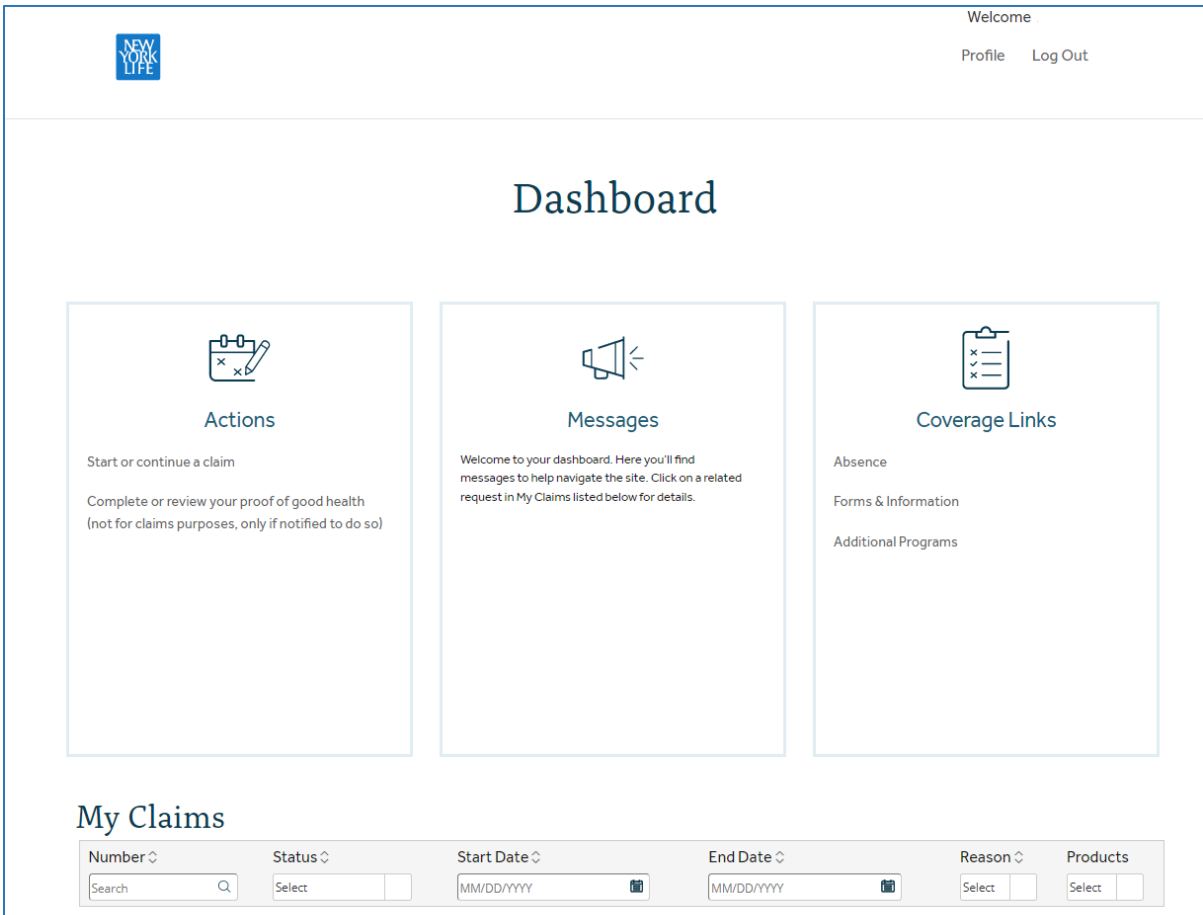 Welcome
NEW
YORK
LIFE
Profile Log Out
Dashboard
Actions
Start or continue a claim
Complete or review your proof of good health
(not for claims purposes, only if notified to do so)
Messages
Welcome to your dashboard. Here you'll find
messages to help navigate the site. Click on a related
request in My Claims listed below for details.
Coverage Links
Absence
Forms & Information
Additional Programs
My Claims
Number Status Start Date End Date Reason Products
Search Select MM/DD/YYYY MM/DD/YYYY Select Select